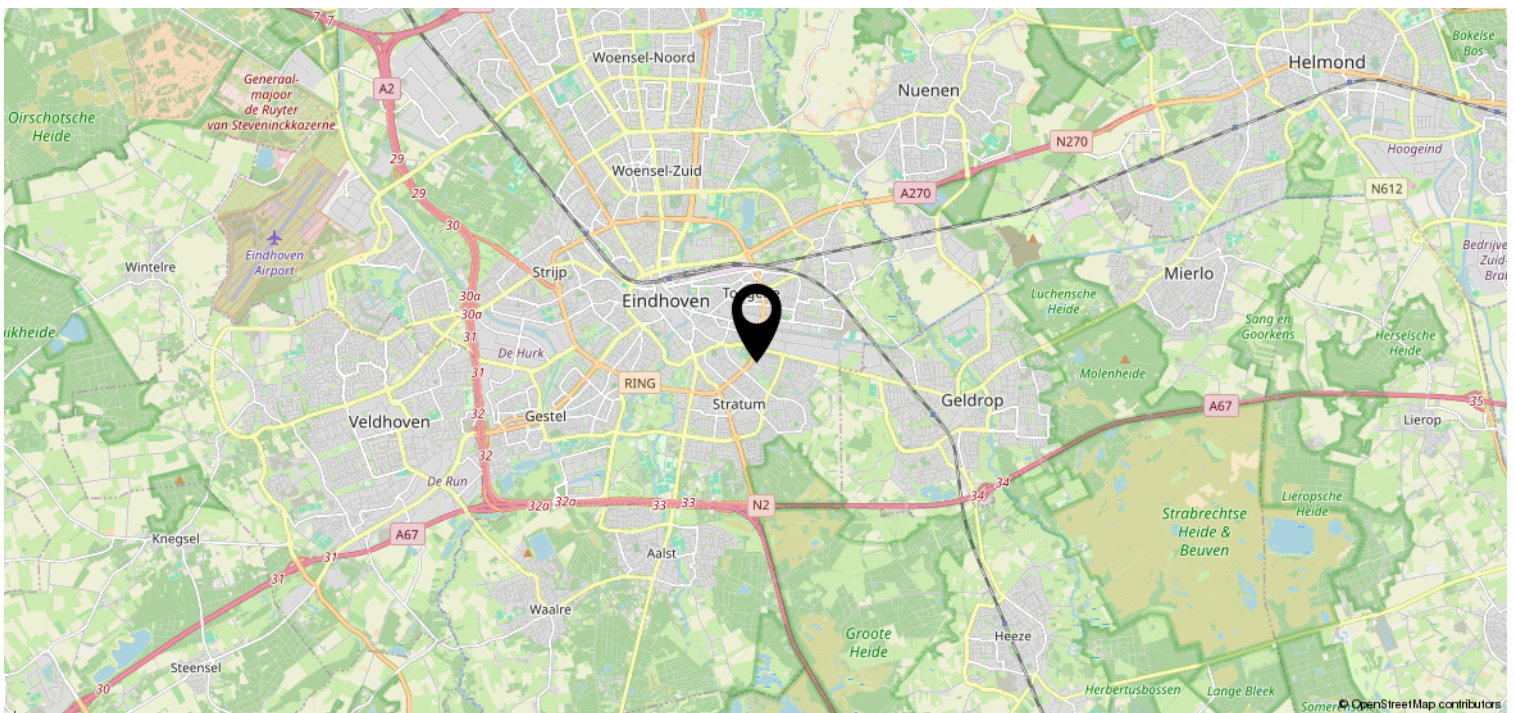 7
7
Woensel-Noord
Bakelse
Bos
Helmond
A2
Generaal-
majoor
de Ruyter
van Steveninckkazerne
Nuenen
Oirschotsche
Heide
N270
Hoogeind
29
Woensel-Zuid
29
A270
N612
30
Eindhoven
Airport
Wintelre
Strijp
Mierlo
30a
Eindhoven
Luchensche
Heide
30a
Sang en
Goorkens
31
Herselsche
Heide
De Hurk
31
RING
Molenheide
Geldrop
A67
35
Stratum
32
Gestel
Veldhoven
Lierop
32
De Run
34
34
32a
32a
33
33
N2
Lieropsche
Heide
Strabrechtse
Heide &
Beuven
A67
Knegsel
Aalst
31
31
Waalre
Groote
Heide
Heeze
Steensel
30
Herbertusbossen
Lange Bleek
© OpenStreetMap contributors